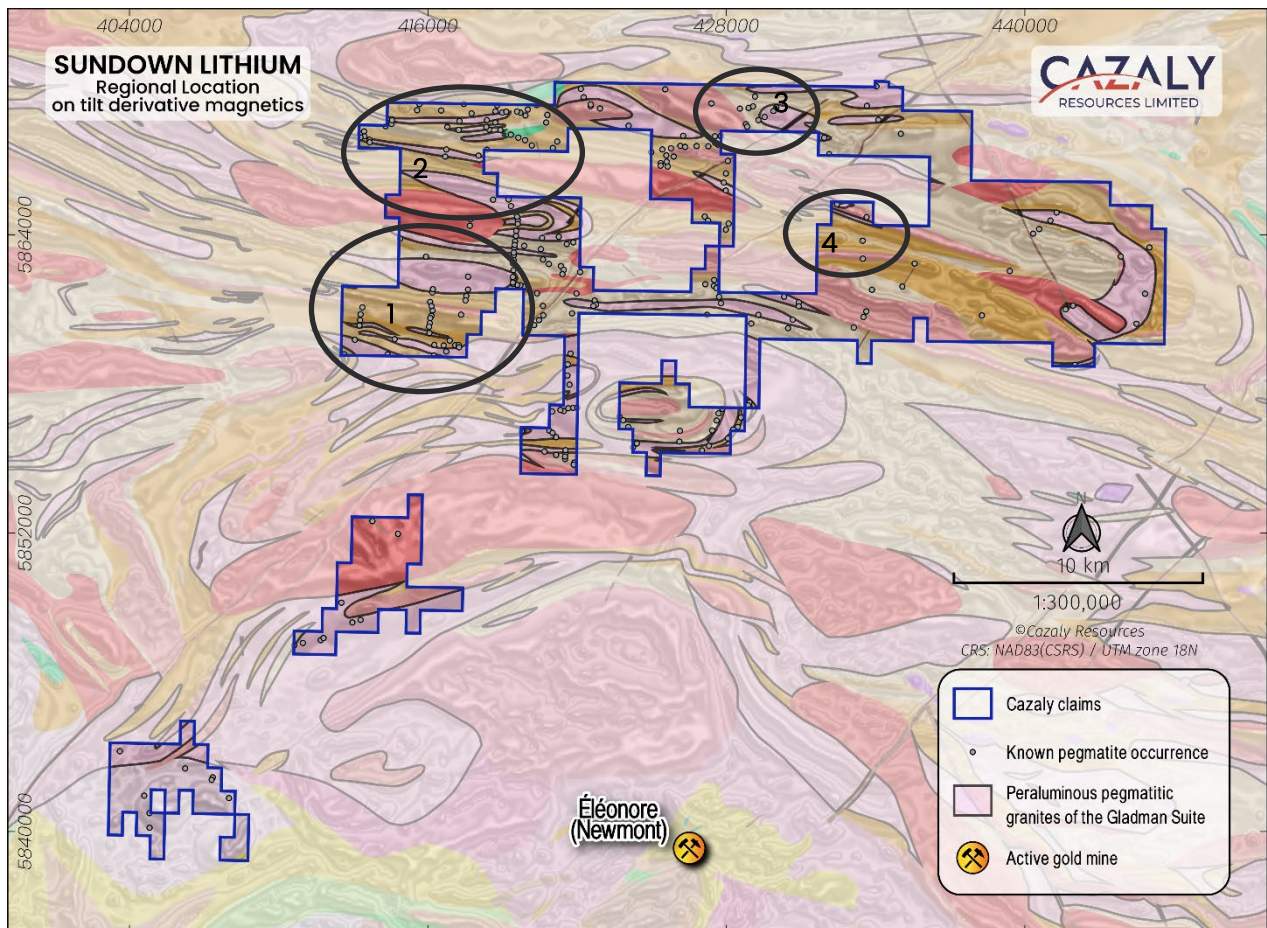 404000
416000
428000
440000
SUNDOWN LITHIUM
Regional Location
on tilt derivative magnetics
CAZALY
RESOURCES LIMITED
3
2
4
1
5864000
5852000
5840000
N
10 km
1:300,000
©Cazaly Resources
CRS: NAD83(CSRS) / UTM zone 18N
Cazaly claims
Known pegmatite occurrence
Peraluminous pegmatitic
granites of the Gladman Suite
Active gold mine
Éléonore
(Newmont)